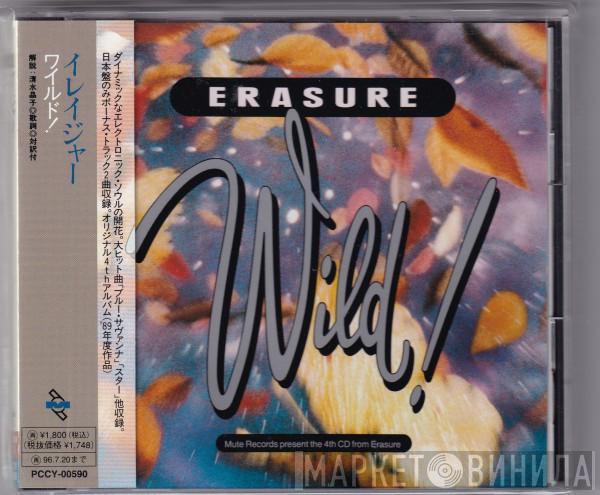 イレイジャー
ワイルド!
解説:清水晶子◎歌詞◎対訳付
ダイナミックなエレクトロニック・ソウルの開花。大ヒット曲「ブルー・サヴァンナ」「スター」他収録。
日本盤のみボーナス・トラック2曲収録。オリジナル4thアルバム('89年度作品)
ERASURE
Wild!
Mute Records present the 4th CD from Erasure
再 ¥1,800(税込)
(税抜価格 ¥1,748)
再 96.7.20まで
PCCY-00590
МАРКЕТ ВИНИЛА